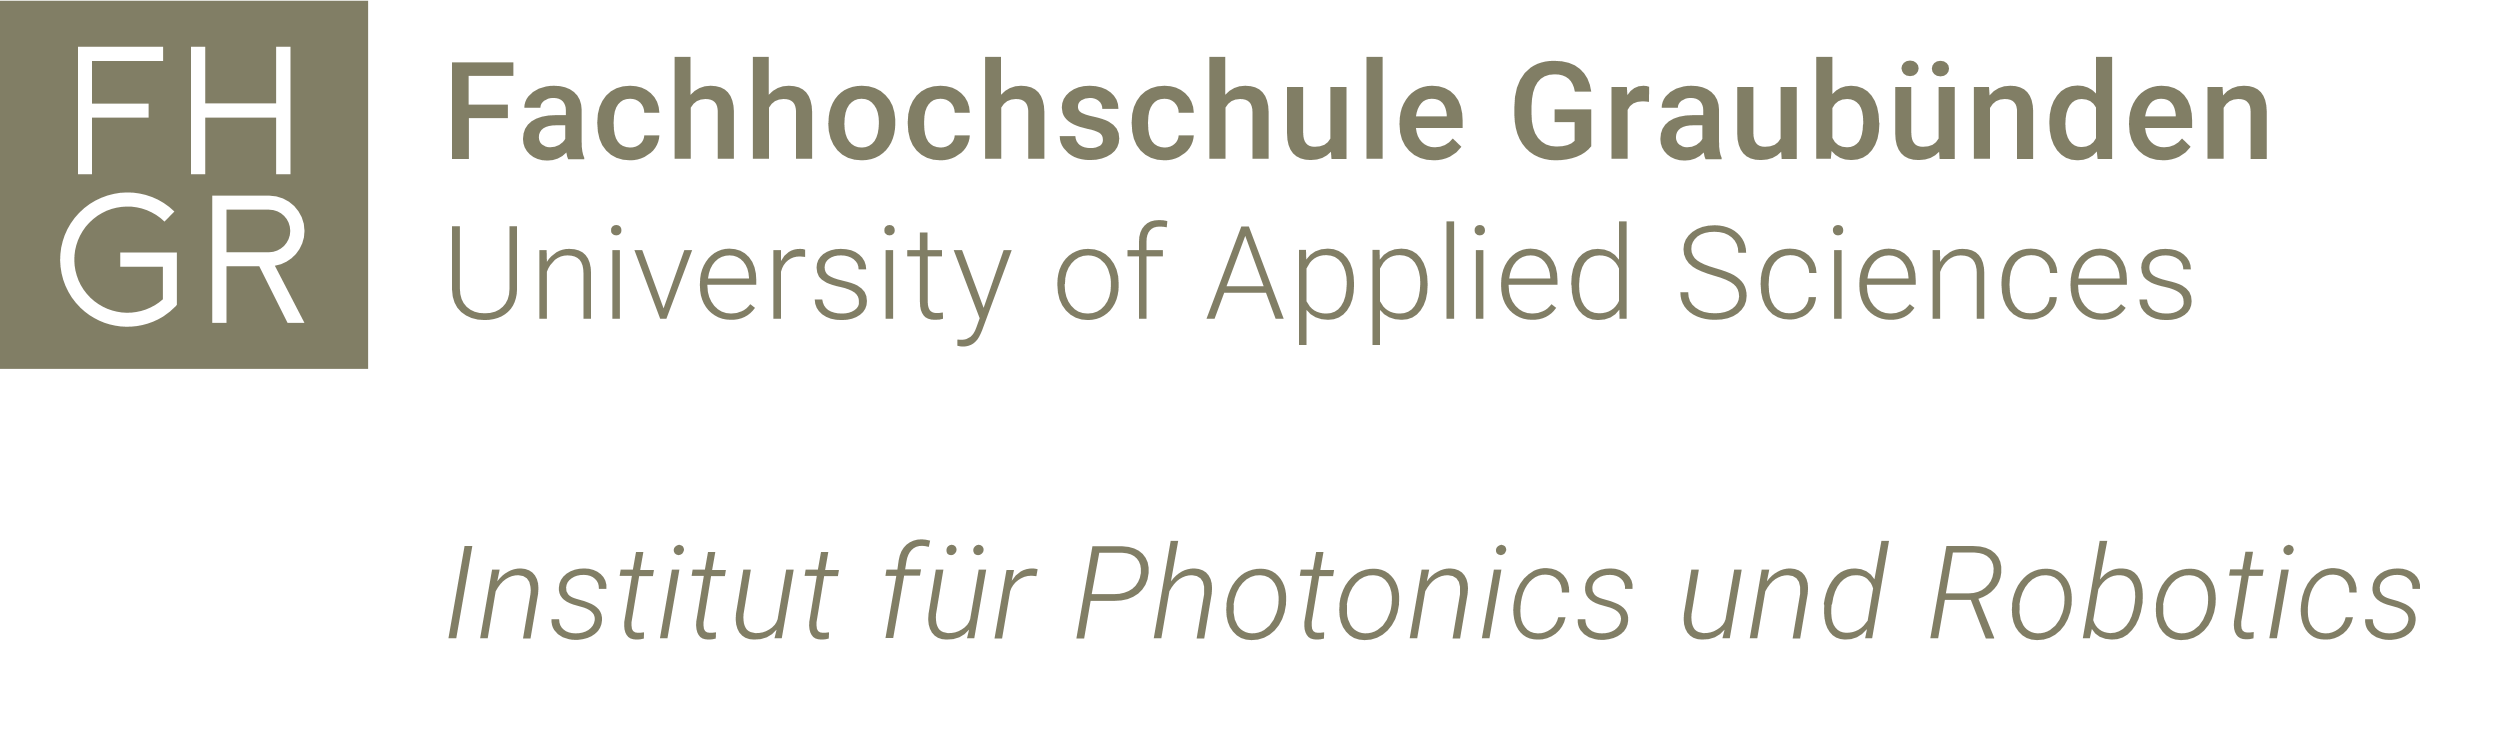 FH
GR
Fachhochschule Graubünden
University of Applied Sciences
Institut für Photonics und Robotics